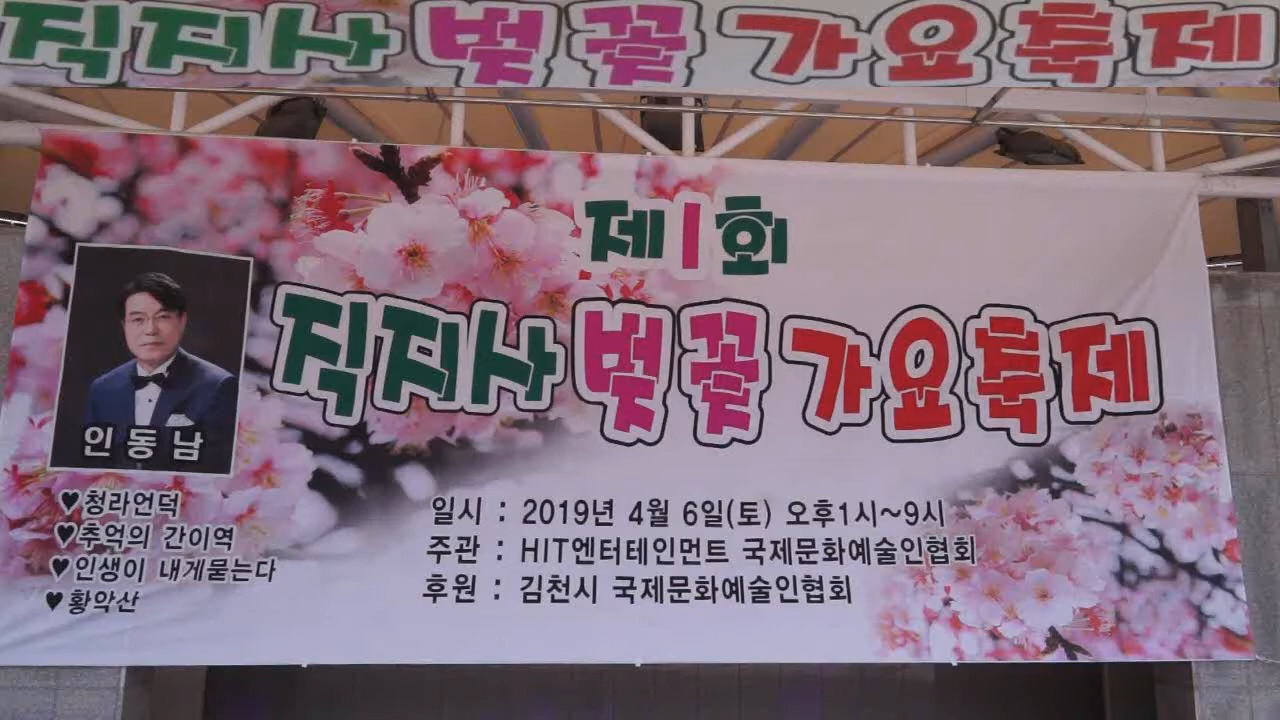 직지사 벚꽃 가요축제
제1회
직지사 벚꽃 가요축제
인동남
♥청라언덕
♥추억의 간이역
♥인생이 내게묻는다
♥황악산
일시 : 2019년 4월 6일(토) 오후1시~9시
주관 : HIT엔터테인먼트 국제문화예술인협회
후원 : 김천시 국제문화예술인협회